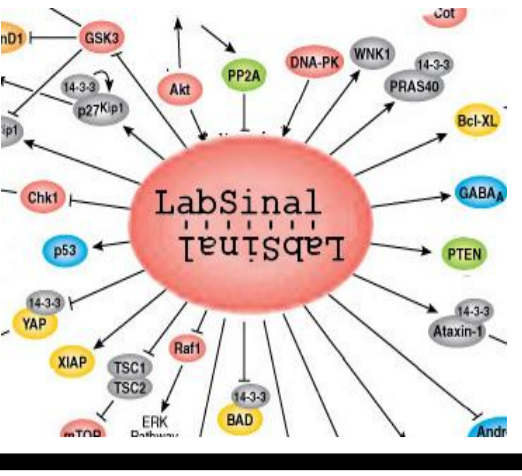 Cot
nD1
GSK3
WNK1
DNA-PK
14-3-3
PRAS40
PP2A
14-3-3
p27Kip1
Akt
Bcl-XL
ip1
LabSinal
LabSinal
GABAA
Chk1
p53
PTEN
14-3-3
YAP
14-3-3
Ataxin-1
XIAP
TSC1
TSC2
Raf1
14-3-3
BAD
mTOR
ERK
Pathway
Andr